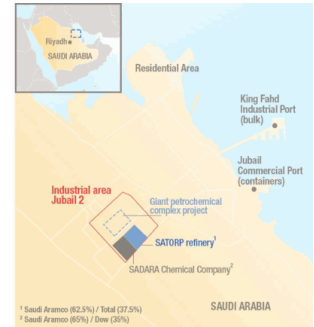 Riyadh
SAUDI ARABIA
Residential Area
King Fahd
Industrial Port
(bulk)
Jubail
Commercial Port
(containers)
Industrial area
Jubail 2
Giant petrochemical
complex project
SATORP refinery¹
SADARA Chemical Company²
SAUDI ARABIA
¹ Saudi Aramco (62.5%) / Total (37.5%)
² Saudi Aramco (65%) / Dow (35%)